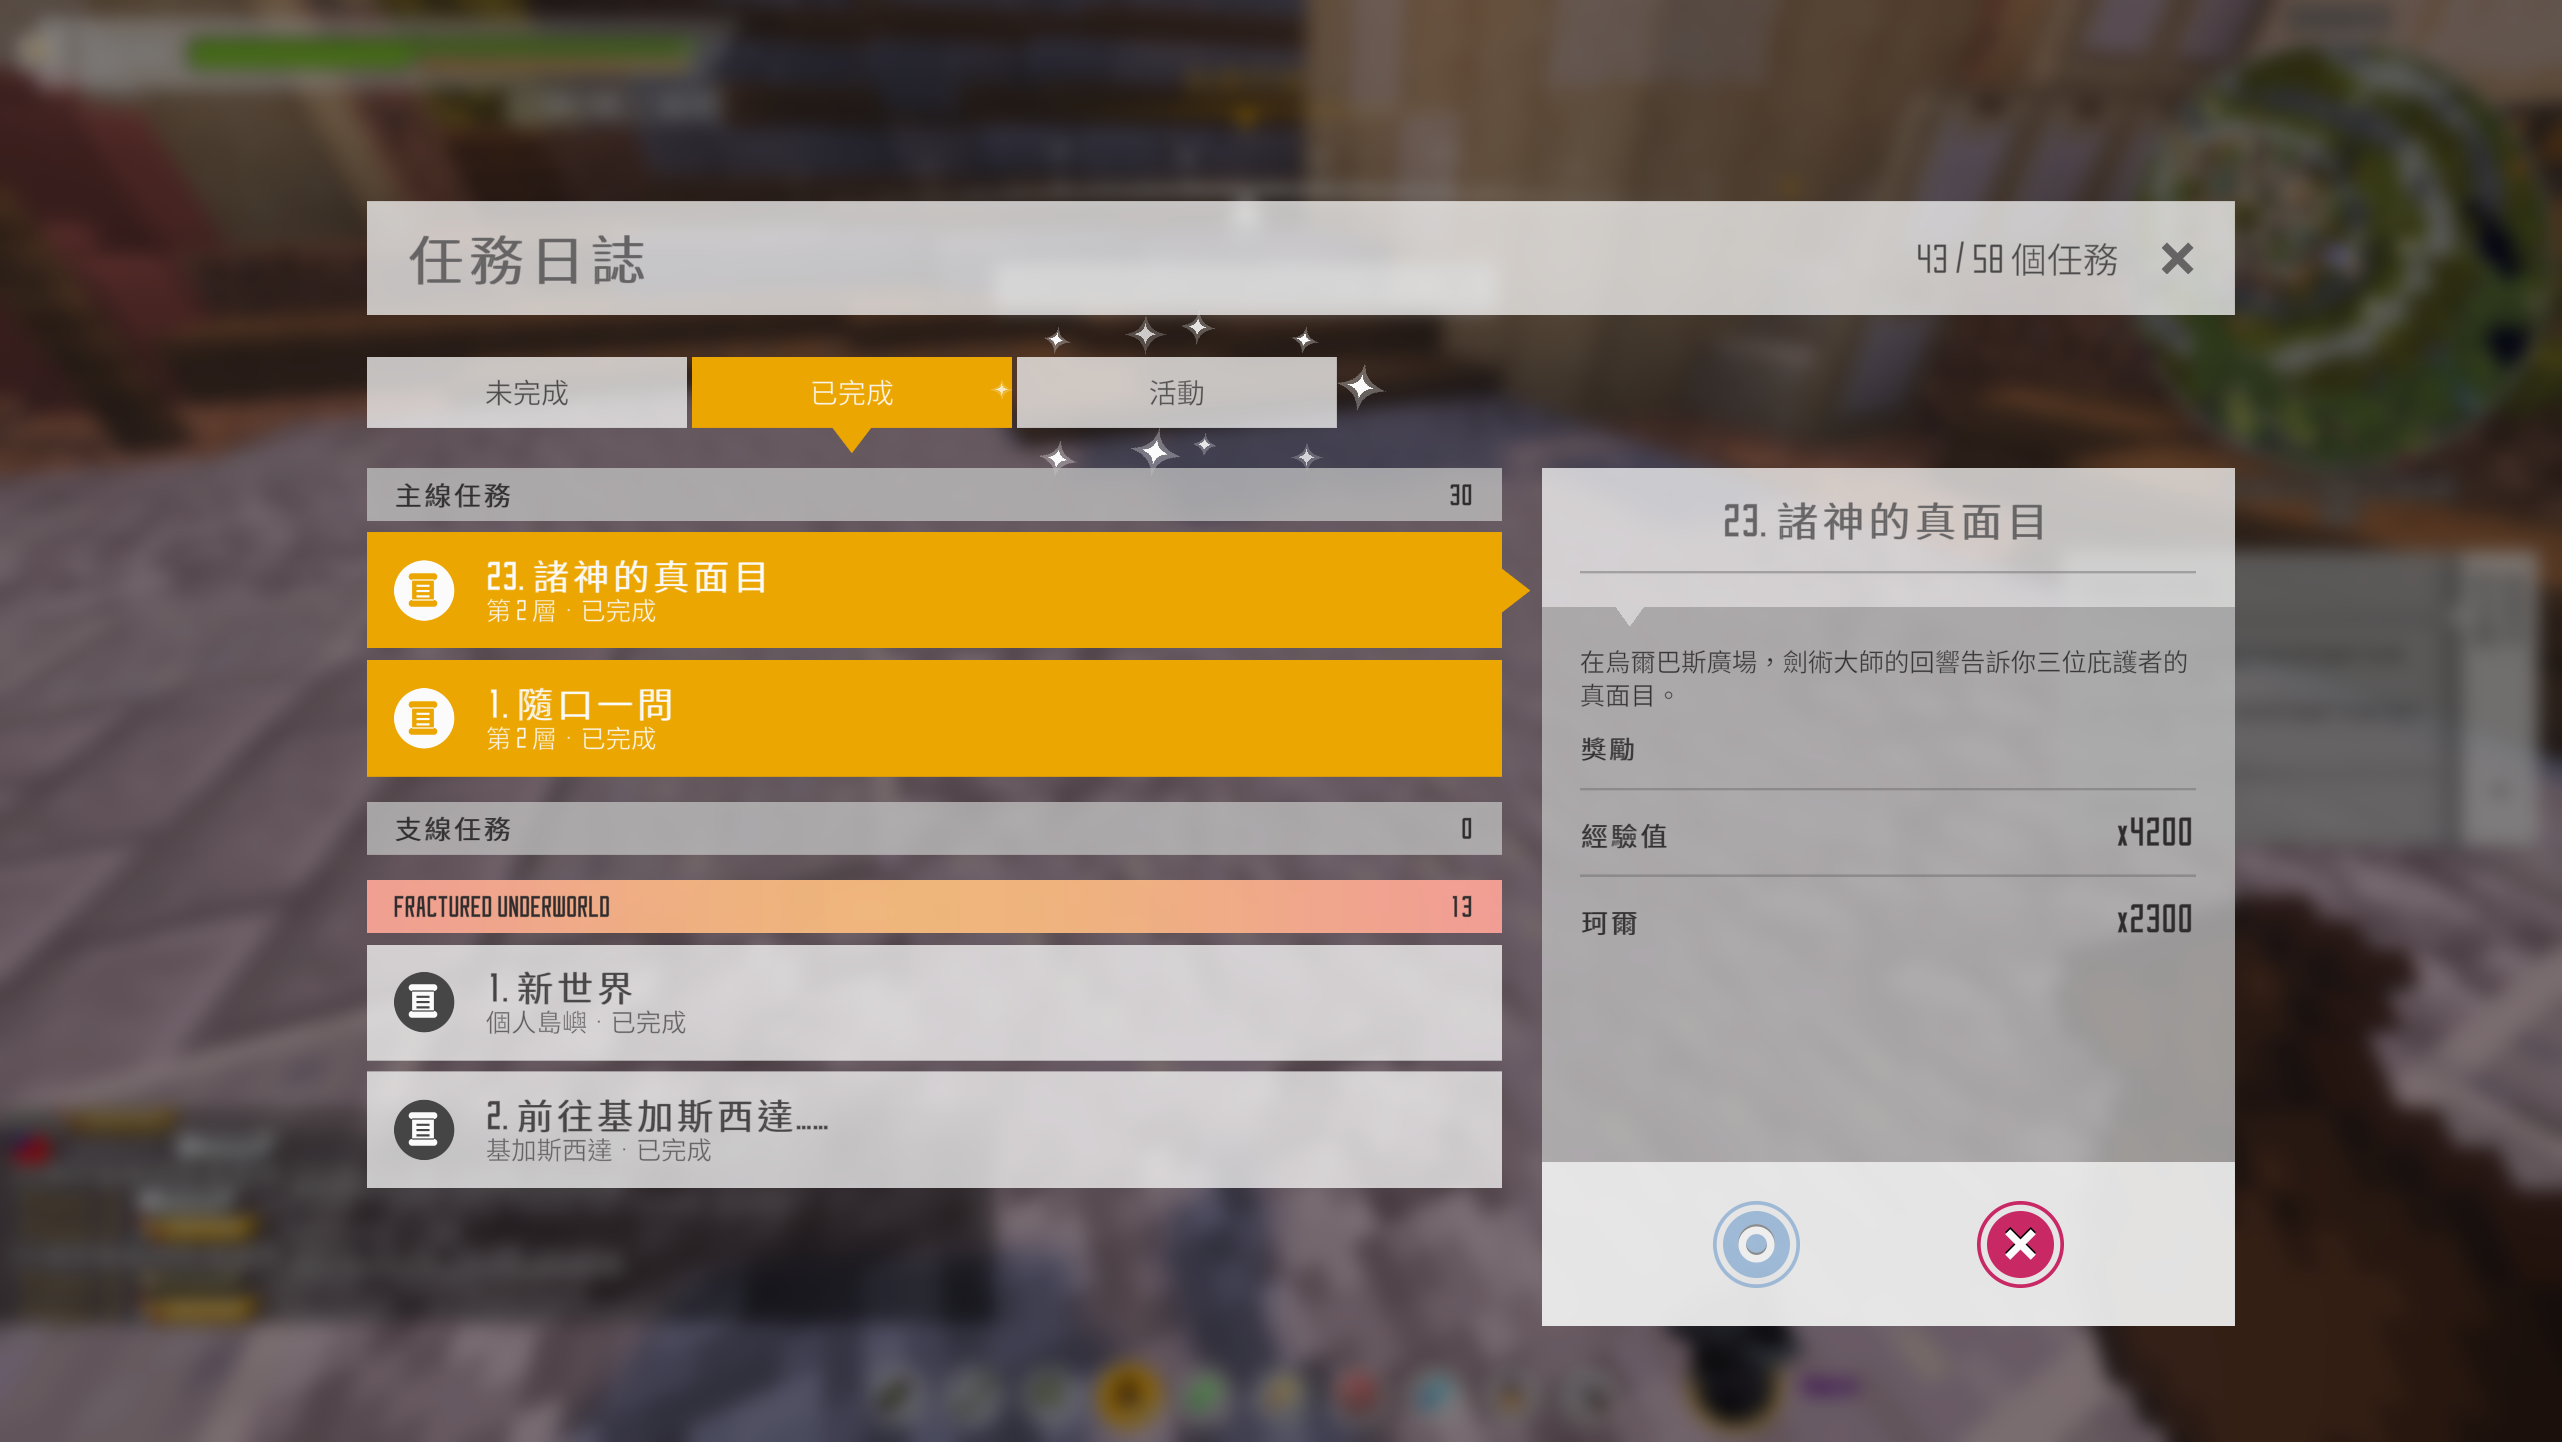 任務日誌
43 / 58 個任務
未完成
已完成
活動
主線任務
30
23. 諸神的真面目
第 2 層 · 已完成
1. 隨口一問
第 2 層 · 已完成
支線任務
0
FRACTURED UNDERWORLD
13
1. 新世界
個人島嶼 · 已完成
2. 前往基加斯西達......
基加斯西達 · 已完成
23. 諸神的真面目
在烏爾巴斯廣場，劍術大師的回響告訴你三位庇護者的
真面目。
獎勵
經驗值
x4200
珂爾
x2300